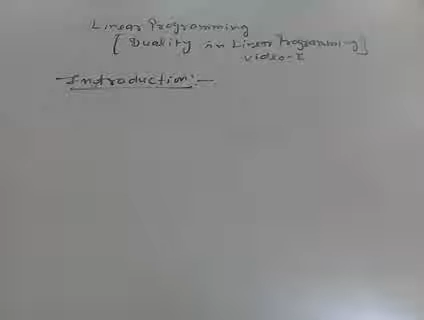 Linear Programming
[Duality in Linear Programming]
video-I
Introduction:-